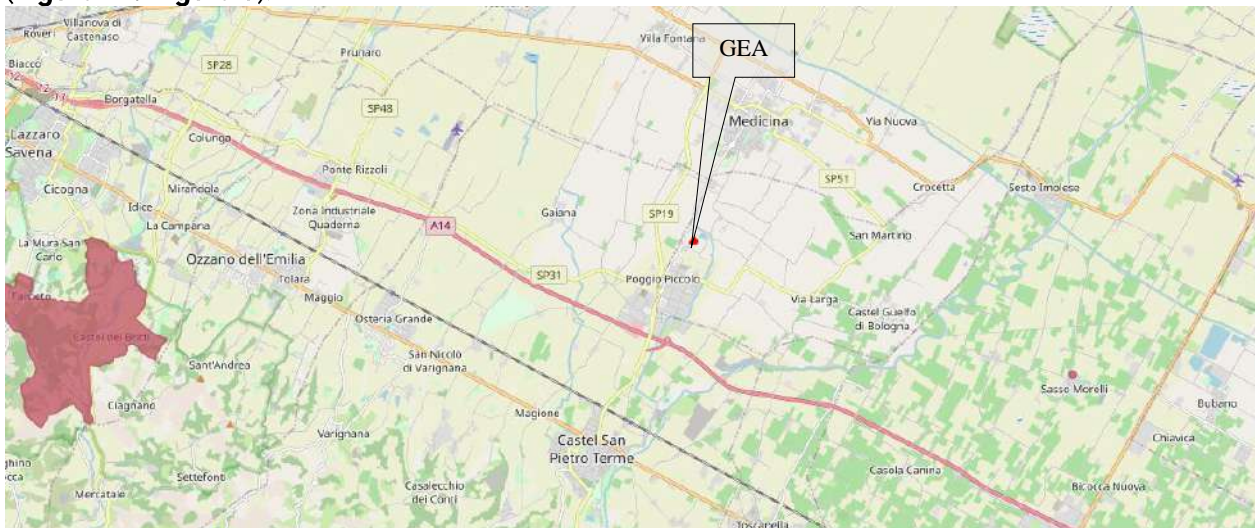 Villanova di
Castenaso
Roveri
Biacco
Villa Fontana
GEA
SP28
Prunaro
Borgatella
SP48
Medicina
Via Nuova
Lazzaro
Savena
Colunga
Ponte Rizzoli
SP51
Crocetta
Sesto Imolese
Cicogna
Mirandola
Idice
La Campana
Zona Industriale
Quaderna
Gaiana
SP19
A14
San Martino
La Mura San
Carlo
Ozzano dell'Emilia
Tolara
SP31
Poggio Piccolo
Maggio
Via Larga
Castel Guelfo
di Bologna
Osteria Grande
Castel dei Britti
San Nicolò
di Varignana
Sant'Andrea
Sasso Morelli
Ciagnano
Bubano
Magione
Varignana
Castel San
Pietro Terme
Chiavica
Settefonti
Casola Canina
Mercatale
Casalecchio
dei Conti
Bicocca Nuova
Toscanella